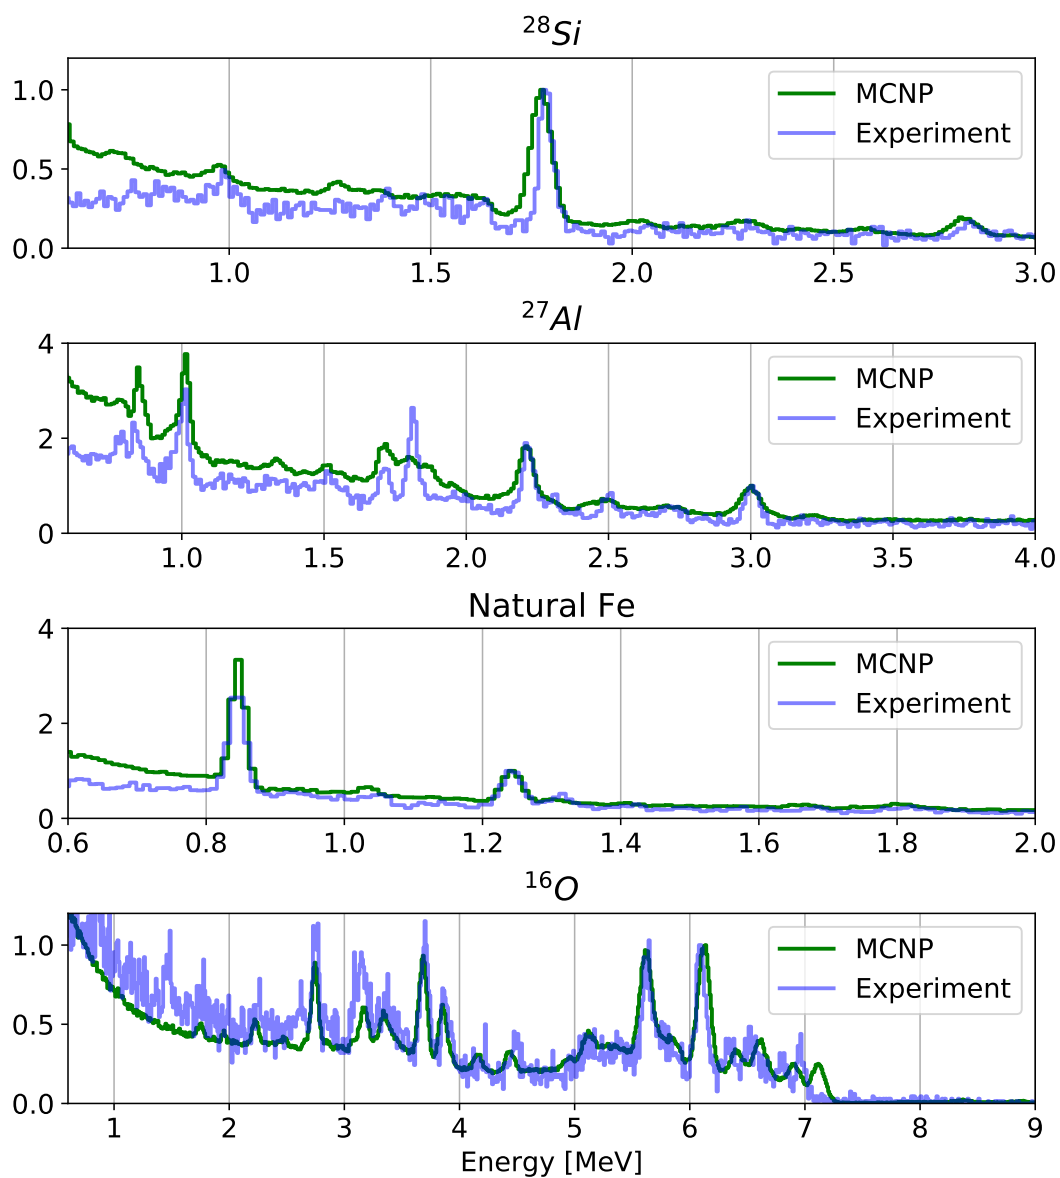 ²⁸Si
1.0
0.5
0.0
MCNP
Experiment
1.0 1.5 2.0 2.5 3.0
²⁷Al
4
2
0
MCNP
Experiment
1.0 1.5 2.0 2.5 3.0 3.5 4.0
Natural Fe
4
2
0
MCNP
Experiment
0.6 0.8 1.0 1.2 1.4 1.6 1.8 2.0
¹⁶O
1.0
0.5
0.0
MCNP
Experiment
1 2 3 4 5 6 7 8 9
Energy [MeV]